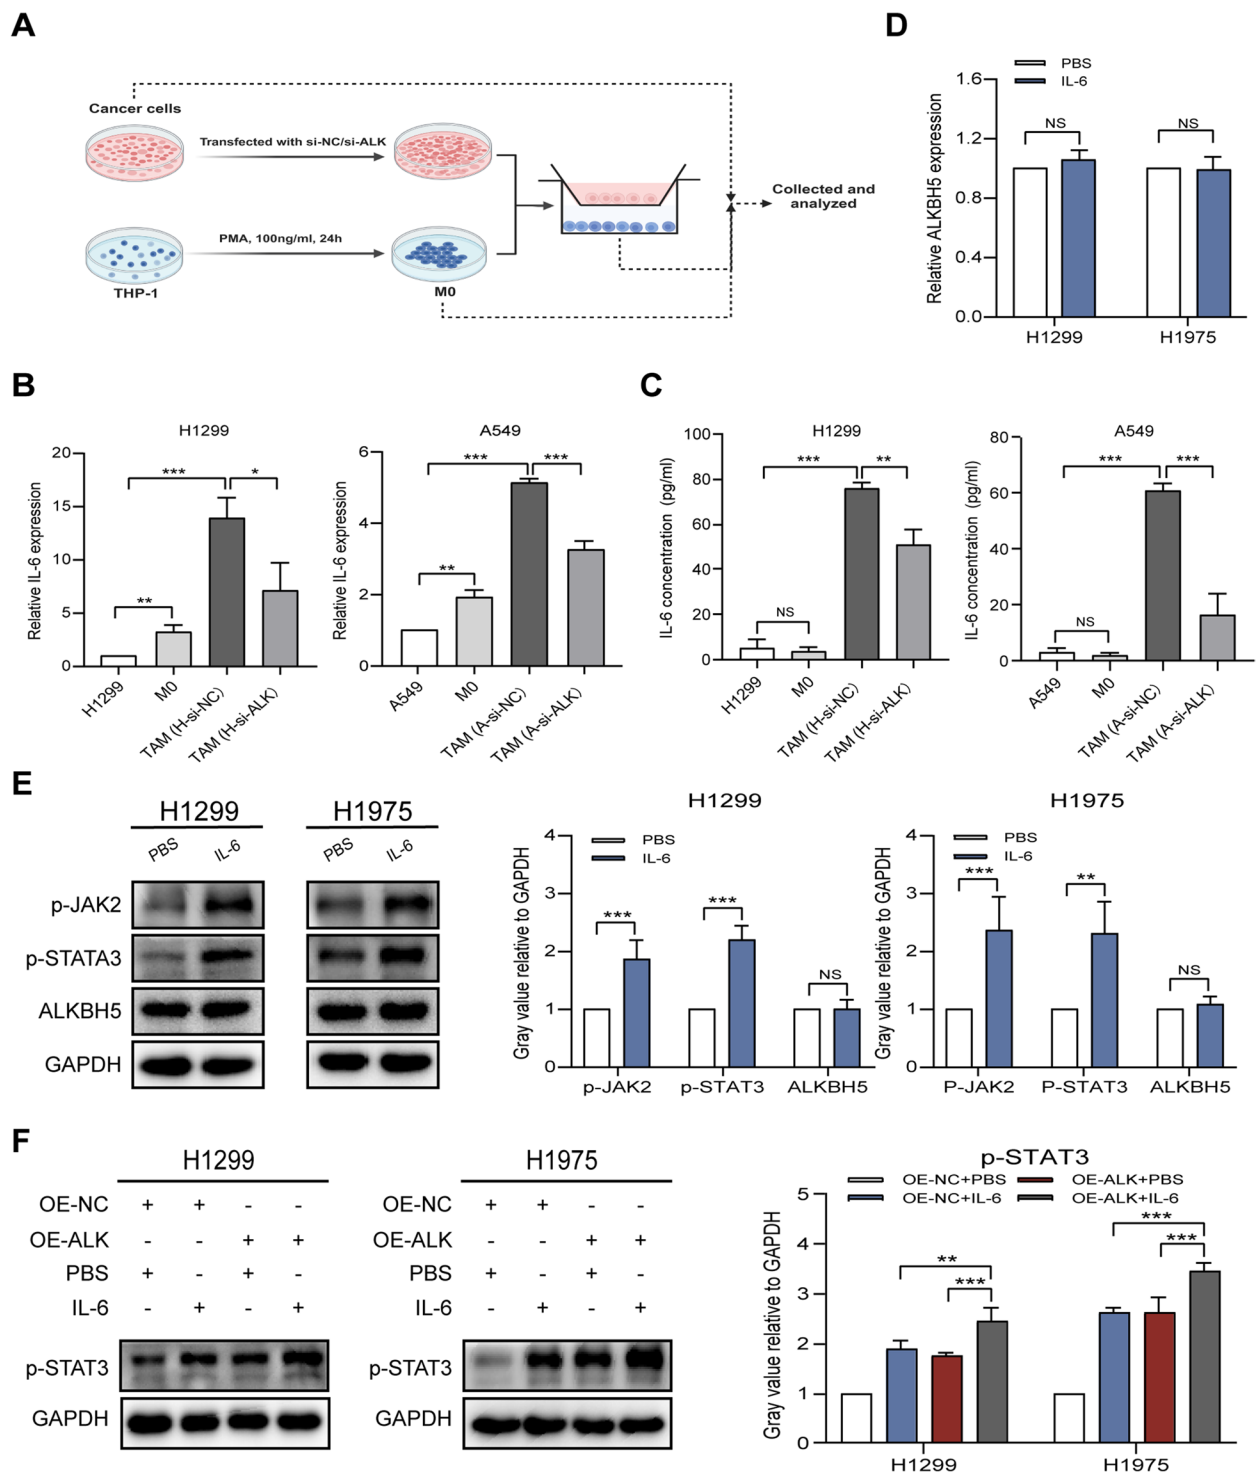 A
Cancer cells
Transfected with si-NC/si-ALK
THP-1
PMA, 100ng/ml, 24h
M0
Collected and
analyzed
D
PBS
IL-6
Relative ALKBH5 expression
1.6
1.2
0.8
0.4
0.0
NS
NS
H1299
H1975
B
H1299
Relative IL-6 expression
20
15
10
5
0
***
*
**
H1299
M0
TAM (H-si-NC)
TAM (H-si-ALK)
A549
Relative IL-6 expression
6
4
2
0
***
***
**
A549
M0
TAM (A-si-NC)
TAM (A-si-ALK)
C
H1299
IL-6 concentration (pg/ml)
100
80
60
40
20
0
***
**
NS
H1299
M0
TAM (H-si-NC)
TAM (H-si-ALK)
A549
IL-6 concentration (pg/ml)
80
60
40
20
0
***
***
NS
A549
M0
TAM (A-si-NC)
TAM (A-si-ALK)
E
H1299
H1975
PBS
IL-6
PBS
IL-6
p-JAK2
p-STATA3
ALKBH5
GAPDH
H1299
PBS
IL-6
Gray value relative to GAPDH
4
3
2
1
0
***
***
NS
p-JAK2
p-STAT3
ALKBH5
H1975
PBS
IL-6
Gray value relative to GAPDH
4
3
2
1
0
***
**
NS
P-JAK2
P-STAT3
ALKBH5
F
H1299
OE-NC + + - -
OE-ALK - - + +
PBS + - + -
IL-6 - + - +
p-STAT3
GAPDH
H1975
OE-NC + + - -
OE-ALK - - + +
PBS + - + -
IL-6 - + - +
p-STAT3
GAPDH
p-STAT3
OE-NC+PBS
OE-ALK+PBS
OE-NC+IL-6
OE-ALK+IL-6
Gray value relative to GAPDH
5
4
3
2
1
0
**
***
***
***
H1299
H1975